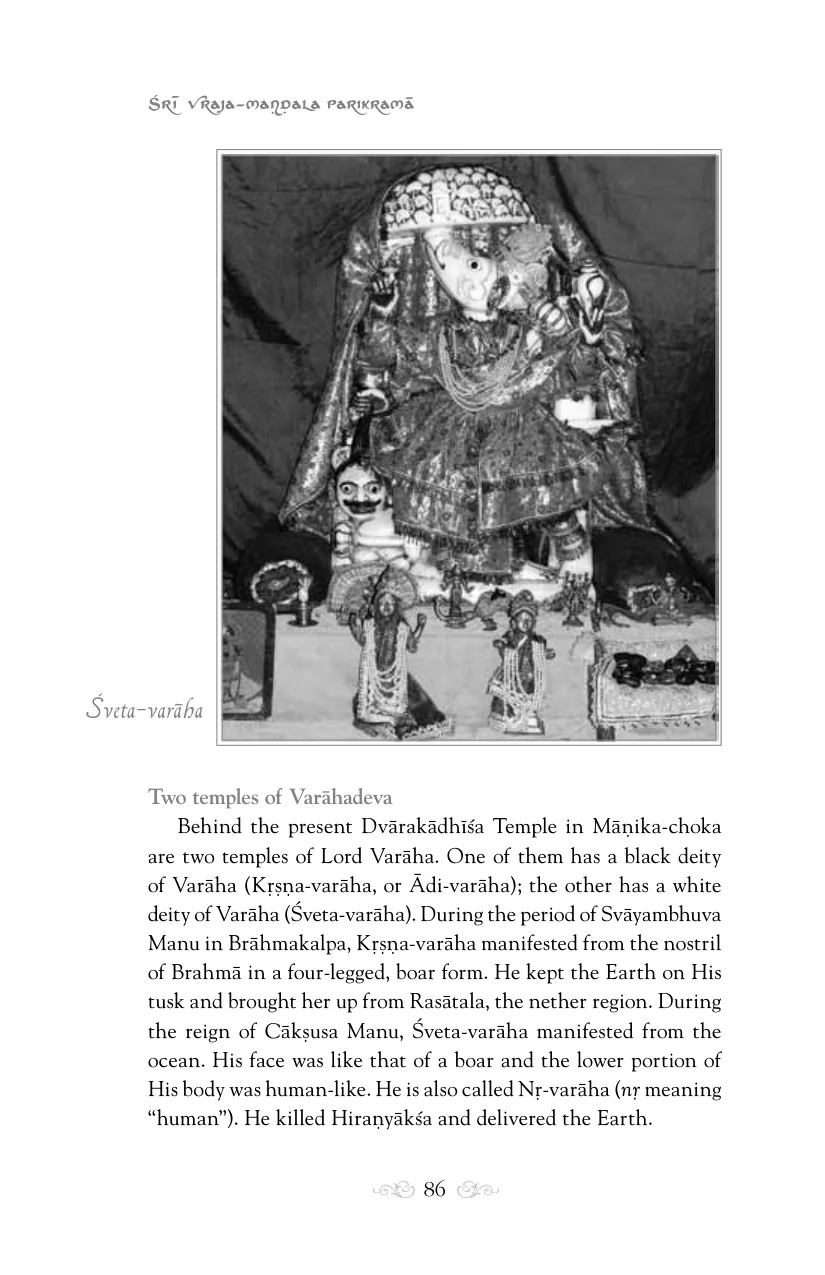 Śrī Vraja-maṇḍala Parikramā
Śveta-varāha
Two temples of Varāhadeva
Behind the present Dvārakādhīśa Temple in Māṇika-choka
are two temples of Lord Varāha. One of them has a black deity
of Varāha (Kṛṣṇa-varāha, or Ādi-varāha); the other has a white
deity of Varāha (Śveta-varāha). During the period of Svāyambhuva
Manu in Brāhmakalpa, Kṛṣṇa-varāha manifested from the nostril
of Brahmā in a four-legged, boar form. He kept the Earth on His
tusk and brought her up from Rasātala, the nether region. During
the reign of Cākṣusa Manu, Śveta-varāha manifested from the
ocean. His face was like that of a boar and the lower portion of
His body was human-like. He is also called Nṛ-varāha (nṛ meaning
“human”). He killed Hiraṇyākśa and delivered the Earth.
86